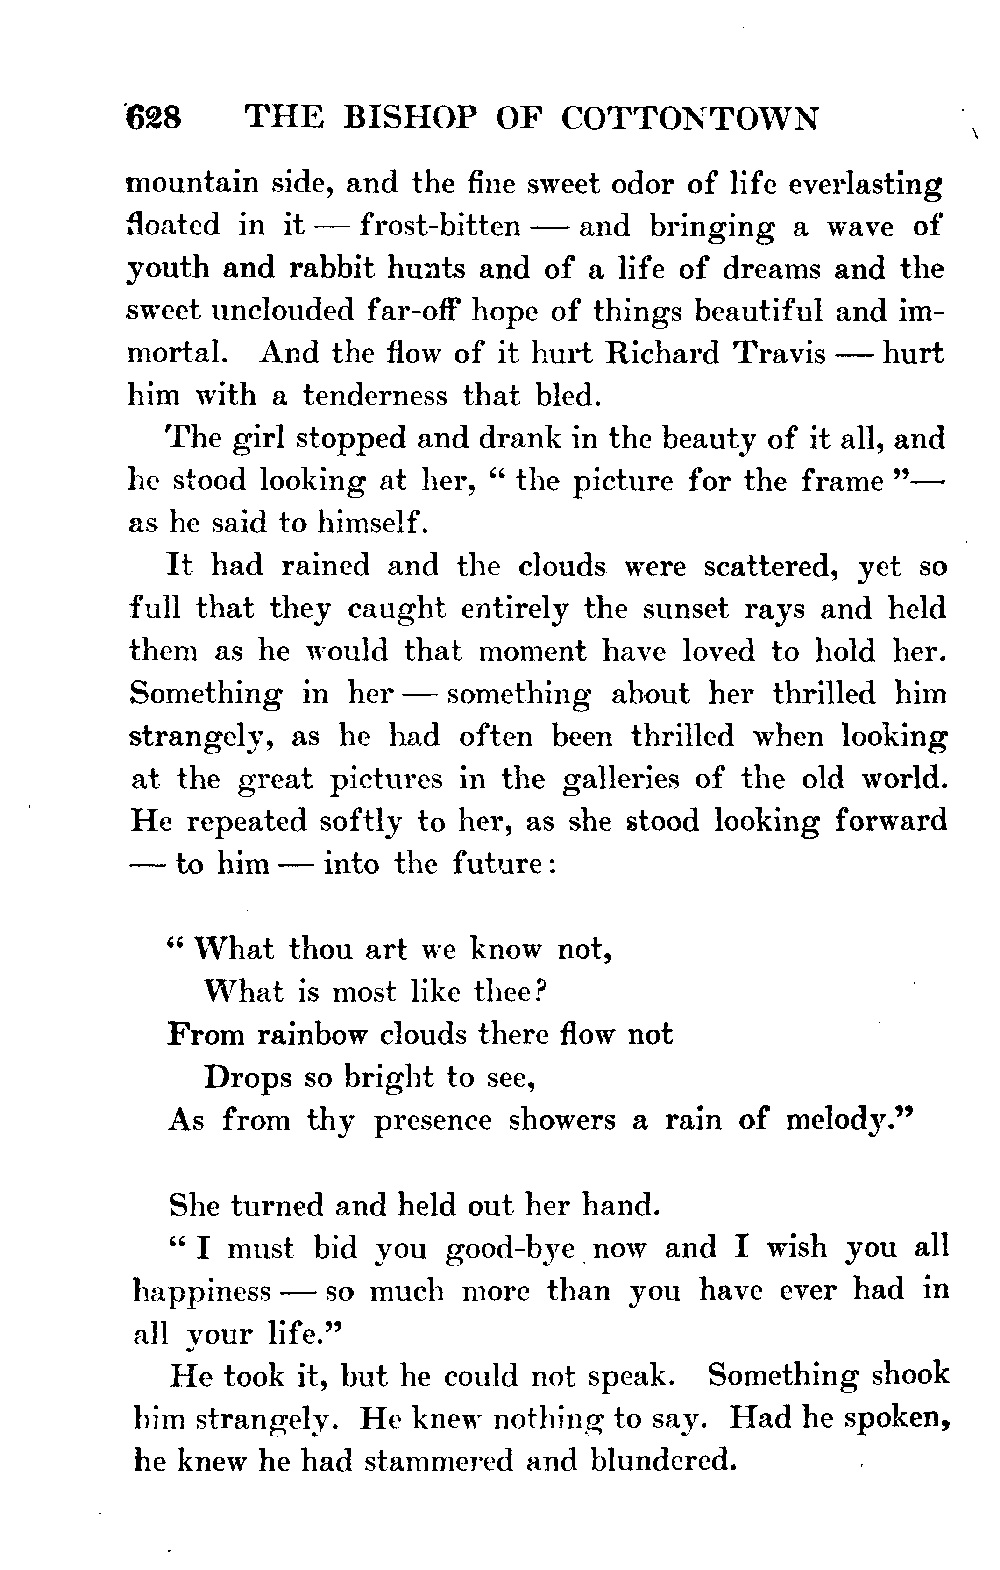 628 THE BISHOP OF COTTONTOWN
mountain side, and the fine sweet odor of life everlasting
floated in it — frost-bitten — and bringing a wave of
youth and rabbit hunts and of a life of dreams and the
sweet unclouded far-off hope of things beautiful and im-
mortal. And the flow of it hurt Richard Travis — hurt
him with a tenderness that bled.
The girl stopped and drank in the beauty of it all, and
he stood looking at her, “ the picture for the frame ”—
as he said to himself.
It had rained and the clouds were scattered, yet so
full that they caught entirely the sunset rays and held
them as he would that moment have loved to hold her.
Something in her — something about her thrilled him
strangely, as he had often been thrilled when looking
at the great pictures in the galleries of the old world.
He repeated softly to her, as she stood looking forward
— to him — into the future:
“ What thou art we know not,
What is most like thee?
From rainbow clouds there flow not
Drops so bright to see,
As from thy presence showers a rain of melody.”
She turned and held out her hand.
“ I must bid you good-bye now and I wish you all
happiness — so much more than you have ever had in
all your life.”
He took it, but he could not speak. Something shook
him strangely. He knew nothing to say. Had he spoken,
he knew he had stammered and blundered.